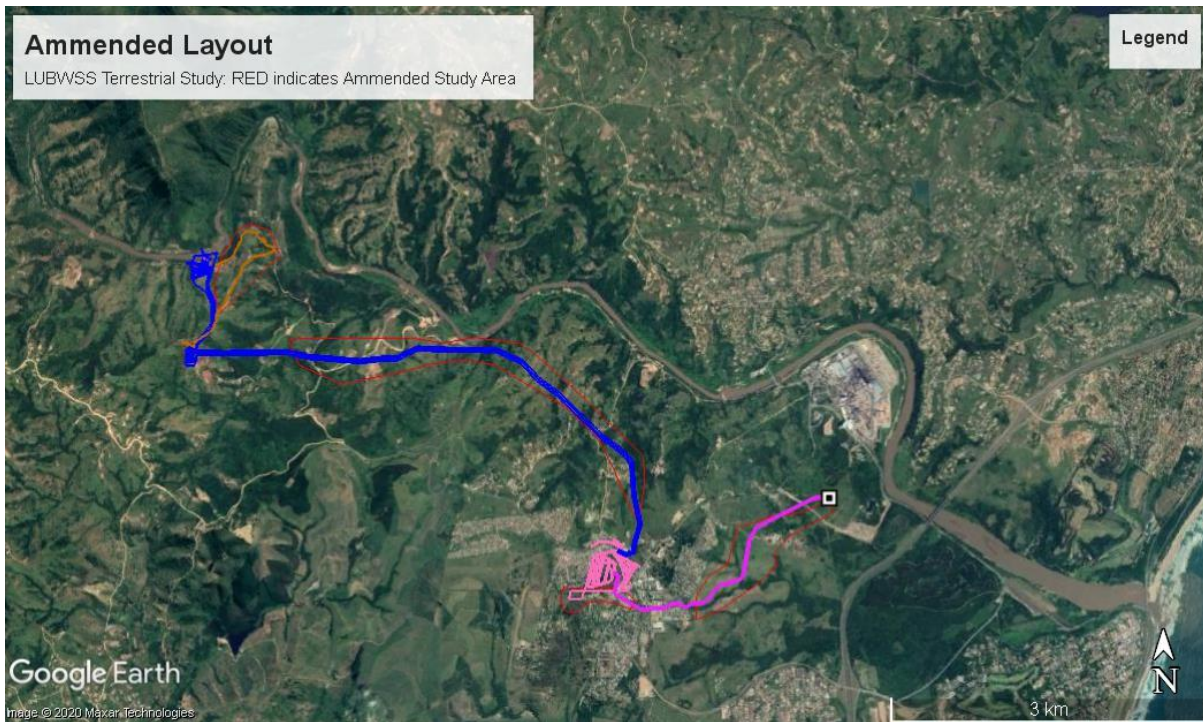 Ammended Layout
LUBWSS Terrestrial Study: RED indicates Ammended Study Area
Legend
Google Earth
Image © 2020 Maxar Technologies
N
3 km